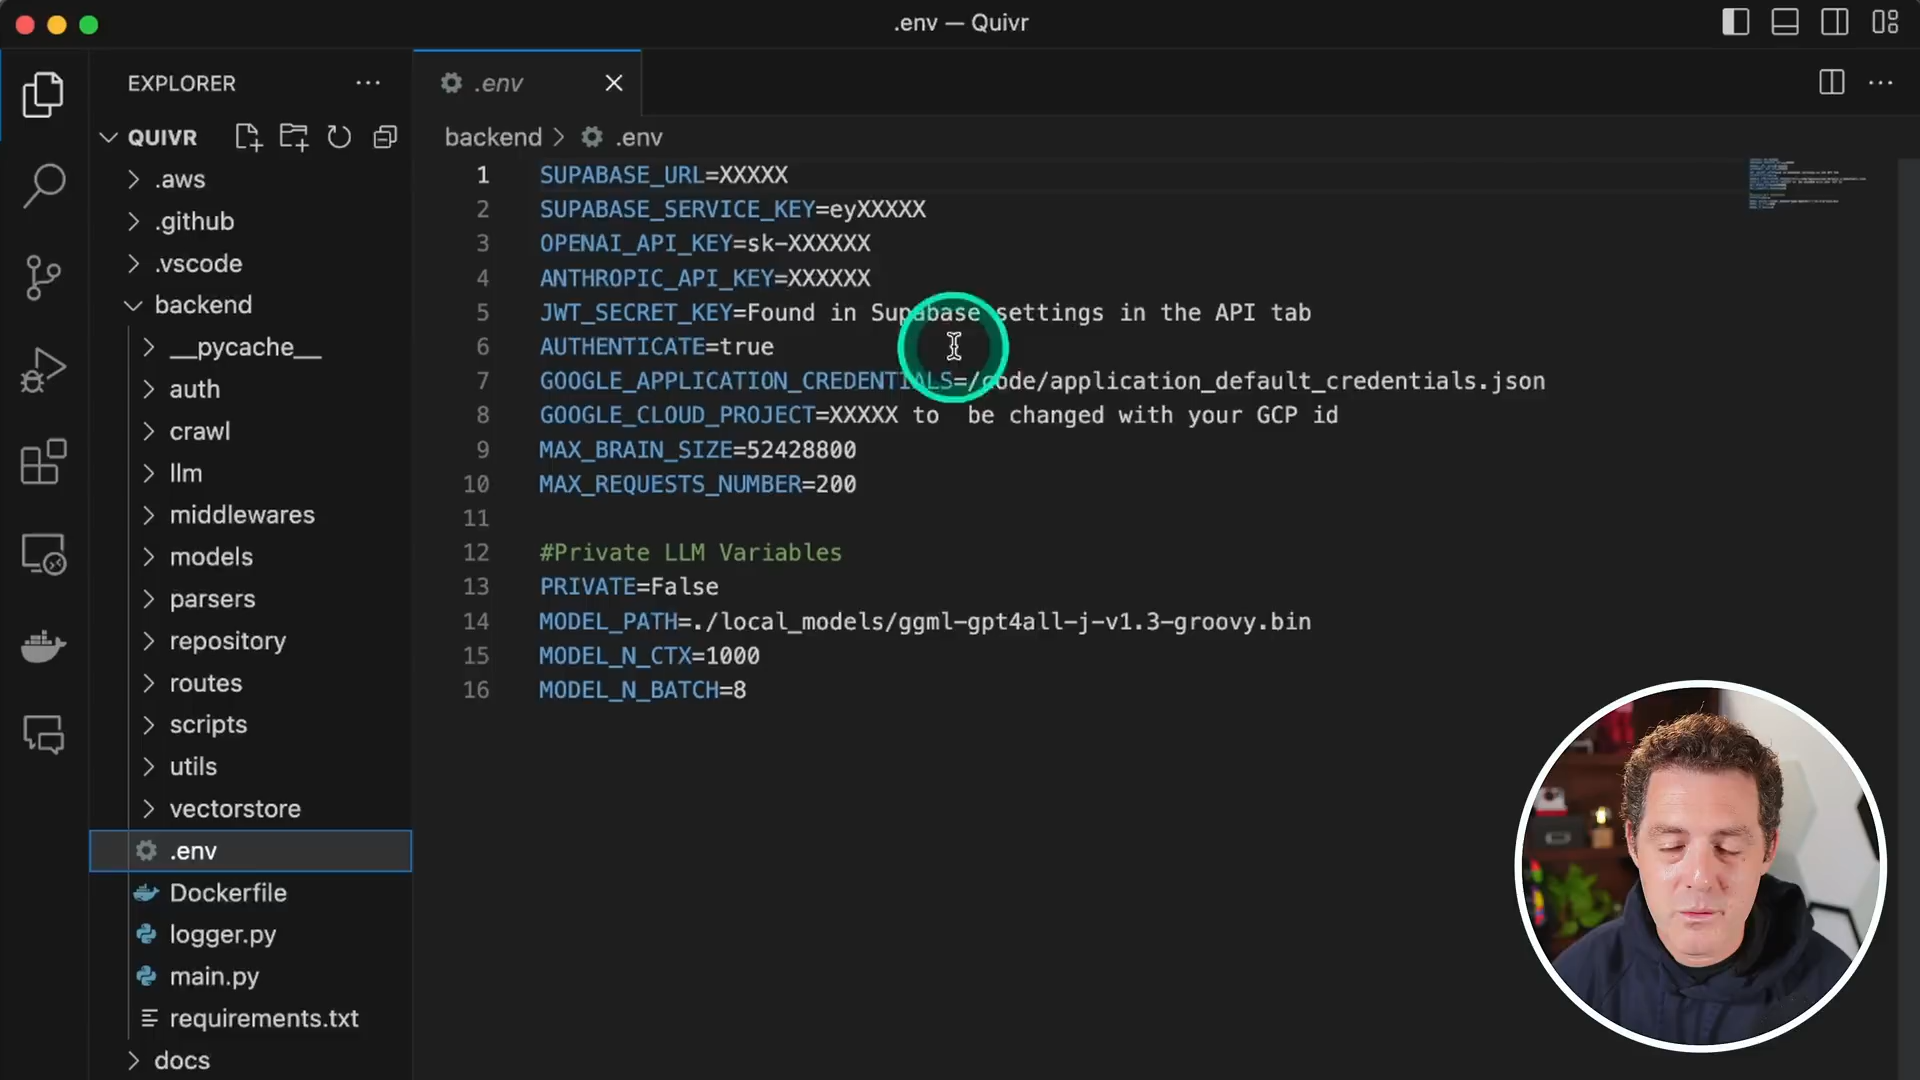 .env — Quivr
EXPLORER
.env
QUIVR
backend > .env
.aws
.github
.vscode
backend
__pycache__
auth
crawl
llm
middlewares
models
parsers
repository
routes
scripts
utils
vectorstore
.env
Dockerfile
logger.py
main.py
requirements.txt
docs
1 SUPABASE_URL=XXXXX
2 SUPABASE_SERVICE_KEY=eyXXXXX
3 OPENAI_API_KEY=sk-XXXXXX
4 ANTHROPIC_API_KEY=XXXXXX
5 JWT_SECRET_KEY=Found in Supabase settings in the API tab
6 AUTHENTICATE=true
7 GOOGLE_APPLICATION_CREDENTIALS=/code/application_default_credentials.json
8 GOOGLE_CLOUD_PROJECT=XXXXX to  be changed with your GCP id
9 MAX_BRAIN_SIZE=52428800
10 MAX_REQUESTS_NUMBER=200
11
12 #Private LLM Variables
13 PRIVATE=False
14 MODEL_PATH=./local_models/ggml-gpt4all-j-v1.3-groovy.bin
15 MODEL_N_CTX=1000
16 MODEL_N_BATCH=8